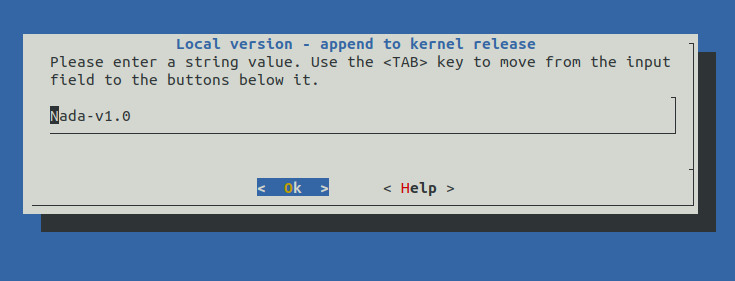 Local version - append to kernel release
Please enter a string value. Use the <TAB> key to move from the input
field to the buttons below it.
Nada-v1.0
< Ok > < Help >